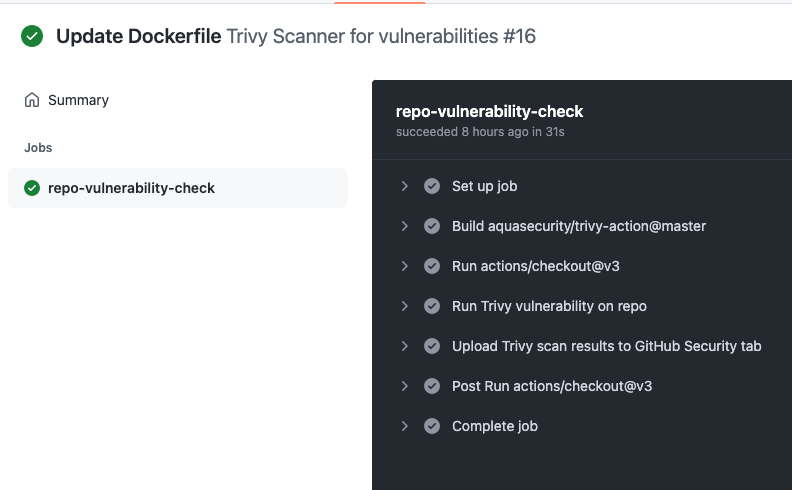 Update Dockerfile Trivy Scanner for vulnerabilities #16
Summary
Jobs
repo-vulnerability-check
repo-vulnerability-check
succeeded 8 hours ago in 31s
Set up job
Build aquasecurity/trivy-action@master
Run actions/checkout@v3
Run Trivy vulnerability on repo
Upload Trivy scan results to GitHub Security tab
Post Run actions/checkout@v3
Complete job